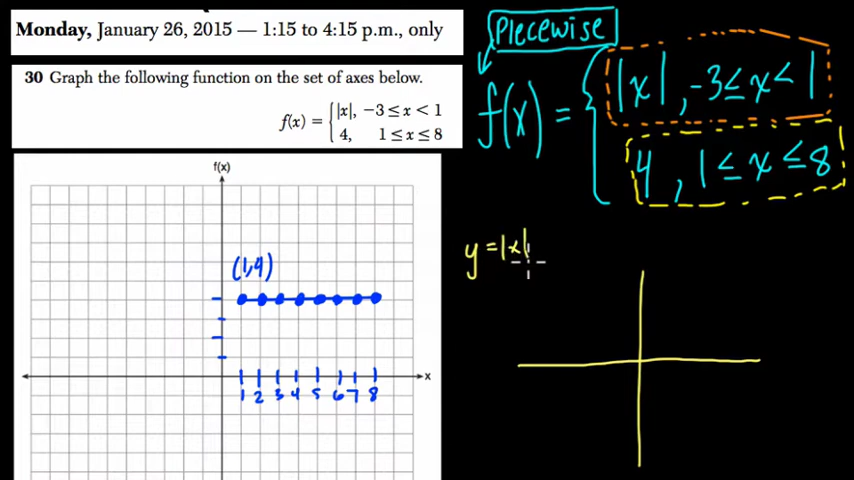 Monday, January 26, 2015 — 1:15 to 4:15 p.m., only
30 Graph the following function on the set of axes below.
f(x) = { |x|, −3 ≤ x < 1
4, 1 ≤ x ≤ 8
f(x)
(1,4)
x
1 2 3 4 5 6 7 8
Piecewise
f(x) = { |x|, -3 ≤ x < 1
4, 1 ≤ x ≤ 8
y = |x|